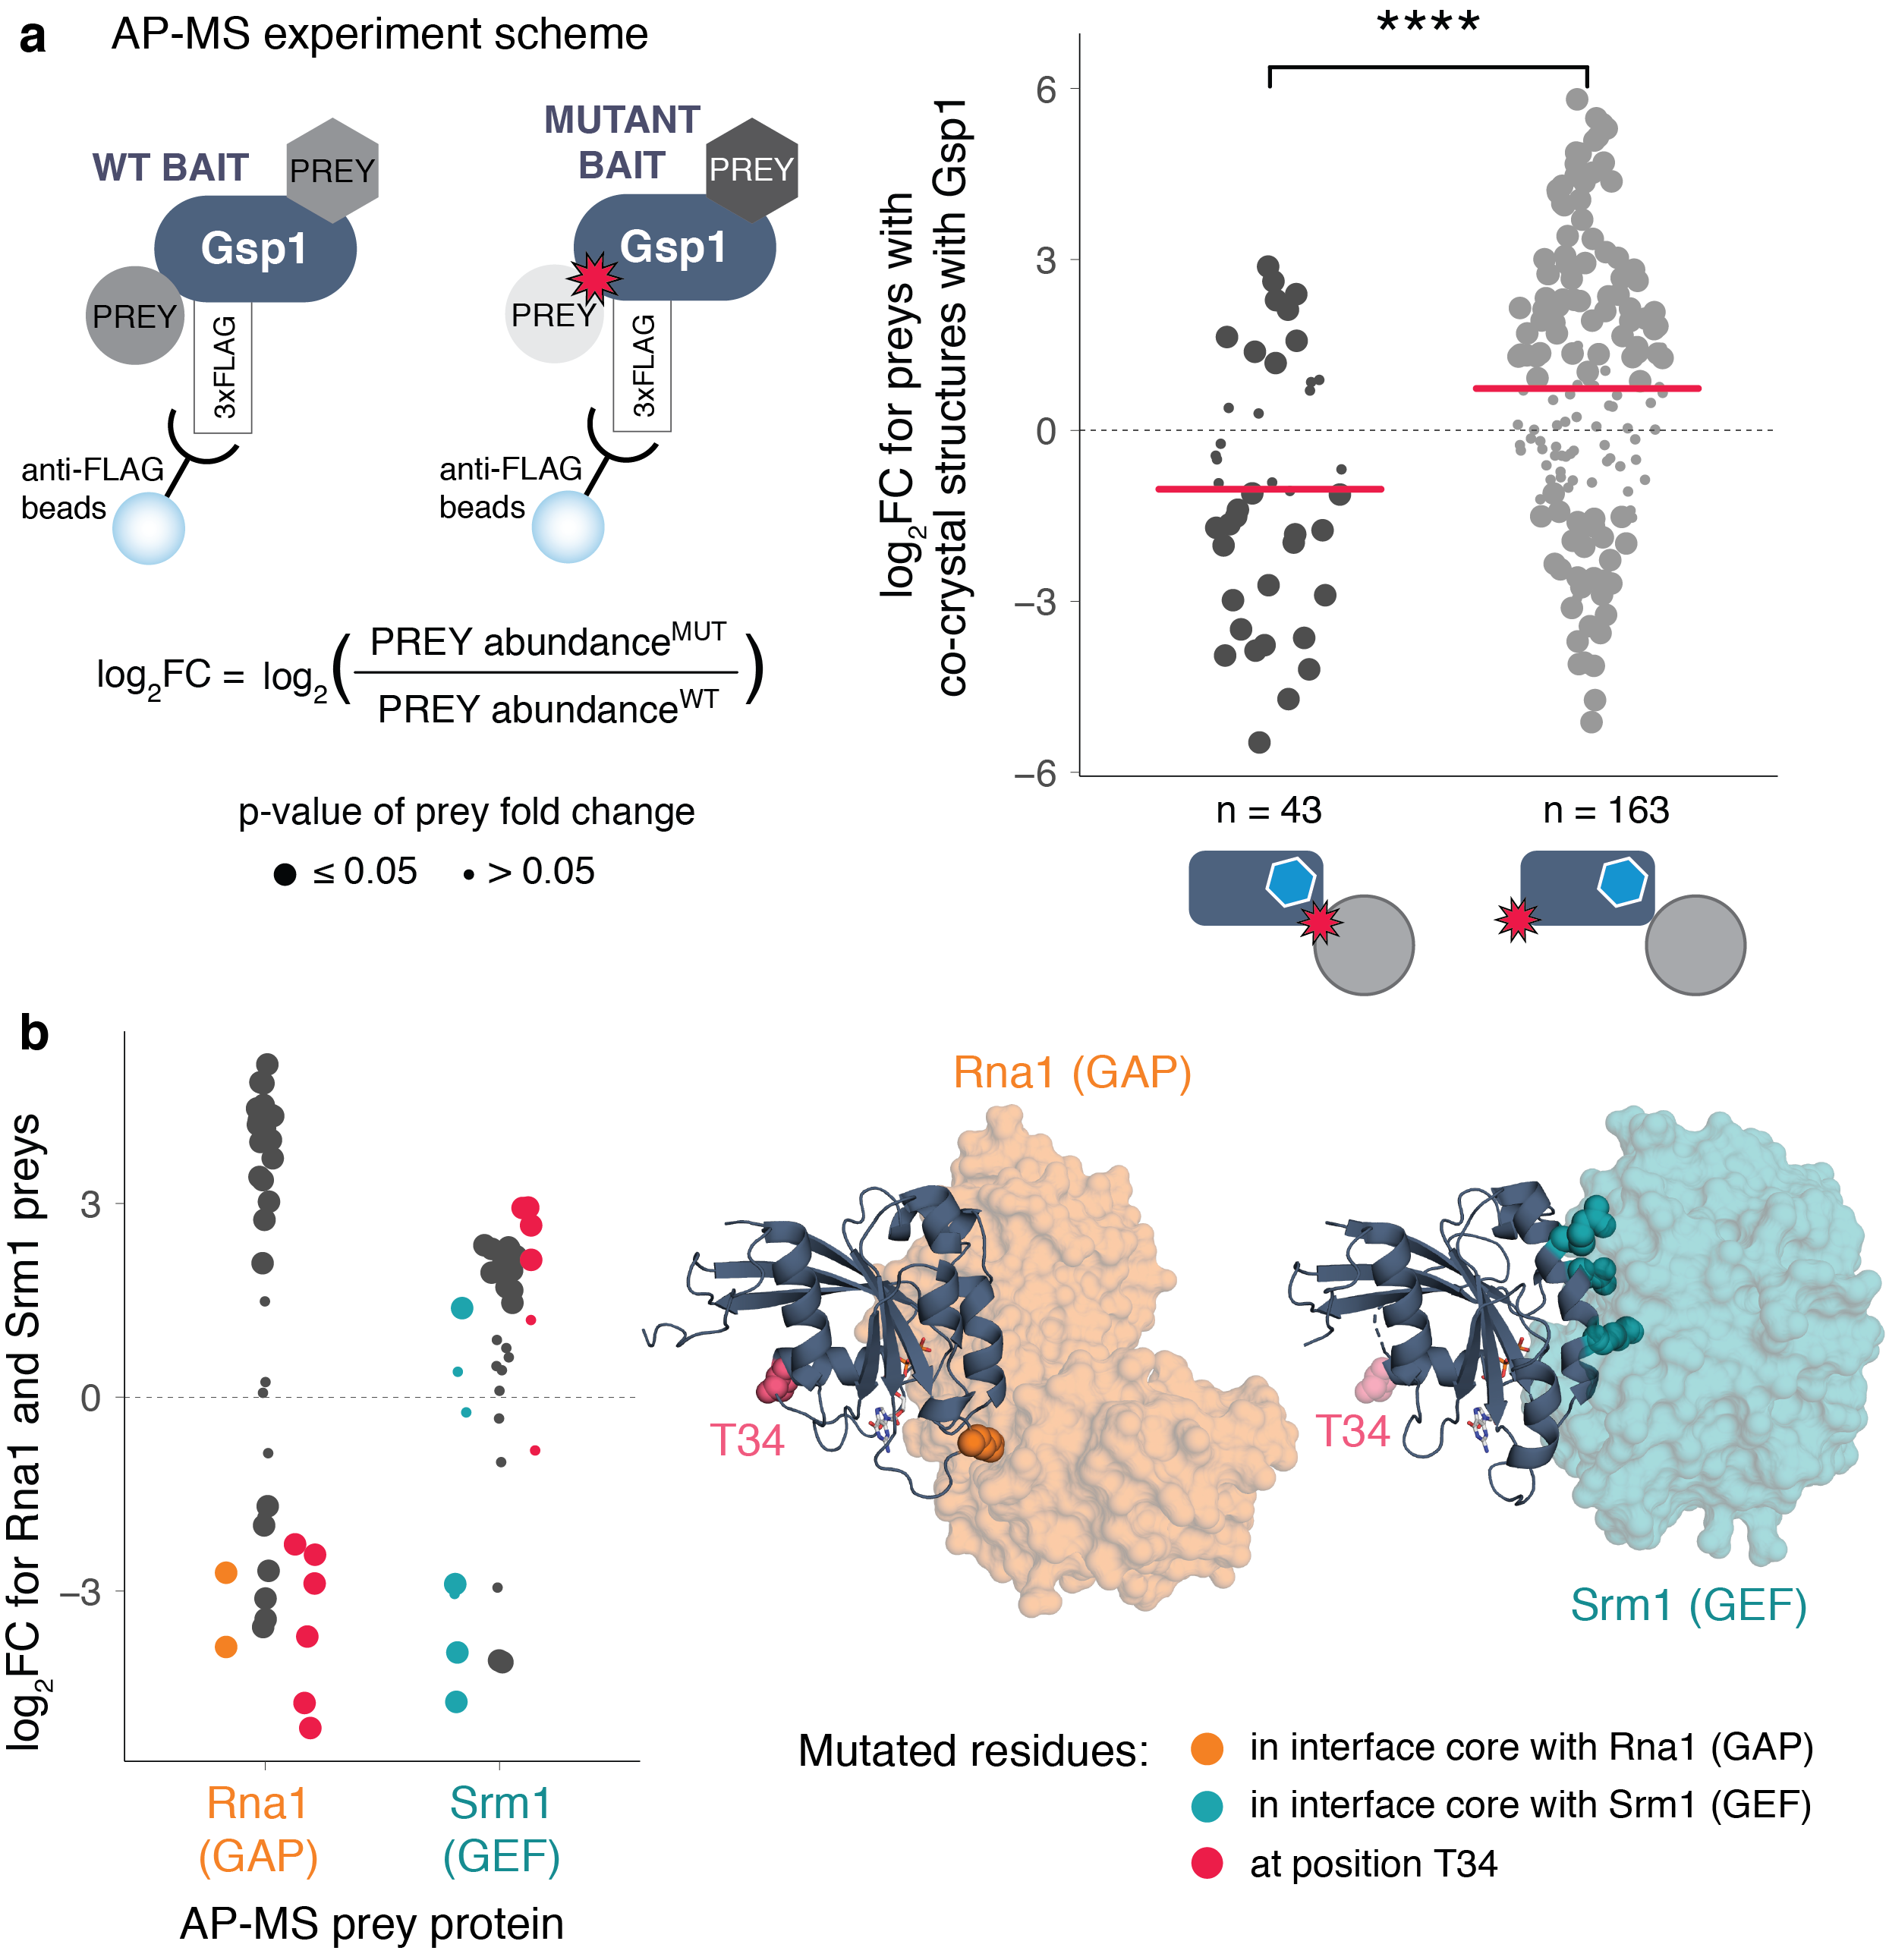 a
AP-MS experiment scheme
WT BAIT
PREY
Gsp1
PREY
3xFLAG
anti-FLAG
beads
MUTANT
BAIT
PREY
Gsp1
PREY
3xFLAG
anti-FLAG
beads
log2FC = log2( PREY abundanceMUT
PREY abundanceWT )
p-value of prey fold change
≤ 0.05
> 0.05
log2FC for preys with
co-crystal structures with Gsp1
****
6
3
0
−3
−6
n = 43
n = 163
b
log2FC for Rna1 and Srm1 preys
3
0
−3
Rna1
(GAP)
Srm1
(GEF)
AP-MS prey protein
Rna1 (GAP)
T34
T34
Srm1 (GEF)
Mutated residues:
in interface core with Rna1 (GAP)
in interface core with Srm1 (GEF)
at position T34